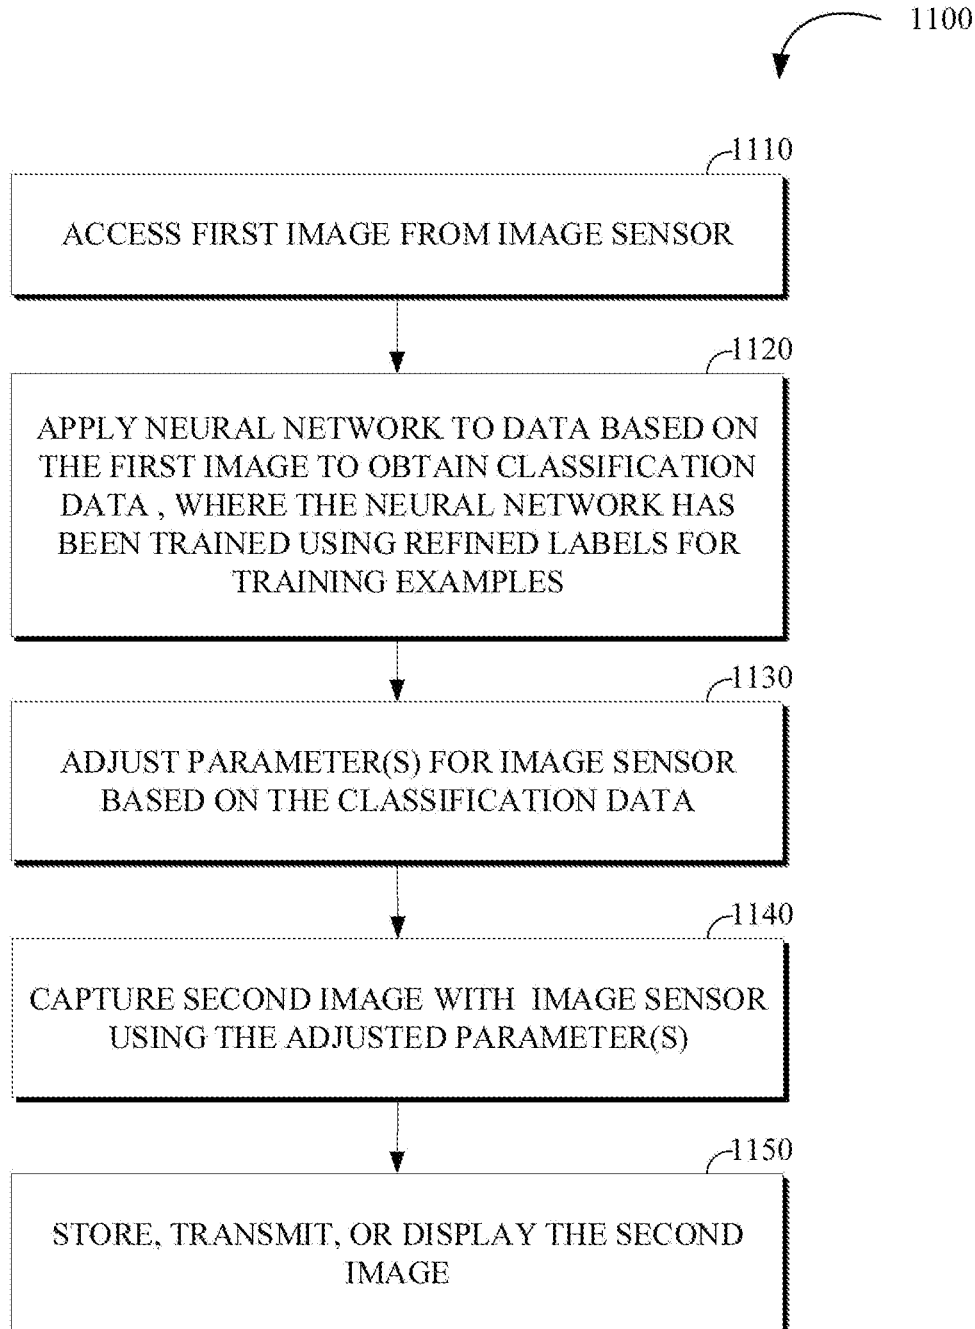 1100
1110
ACCESS FIRST IMAGE FROM IMAGE SENSOR
1120
APPLY NEURAL NETWORK TO DATA BASED ON
THE FIRST IMAGE TO OBTAIN CLASSIFICATION
DATA , WHERE THE NEURAL NETWORK HAS
BEEN TRAINED USING REFINED LABELS FOR
TRAINING EXAMPLES
1130
ADJUST PARAMETER(S) FOR IMAGE SENSOR
BASED ON THE CLASSIFICATION DATA
1140
CAPTURE SECOND IMAGE WITH IMAGE SENSOR
USING THE ADJUSTED PARAMETER(S)
1150
STORE, TRANSMIT, OR DISPLAY THE SECOND
IMAGE